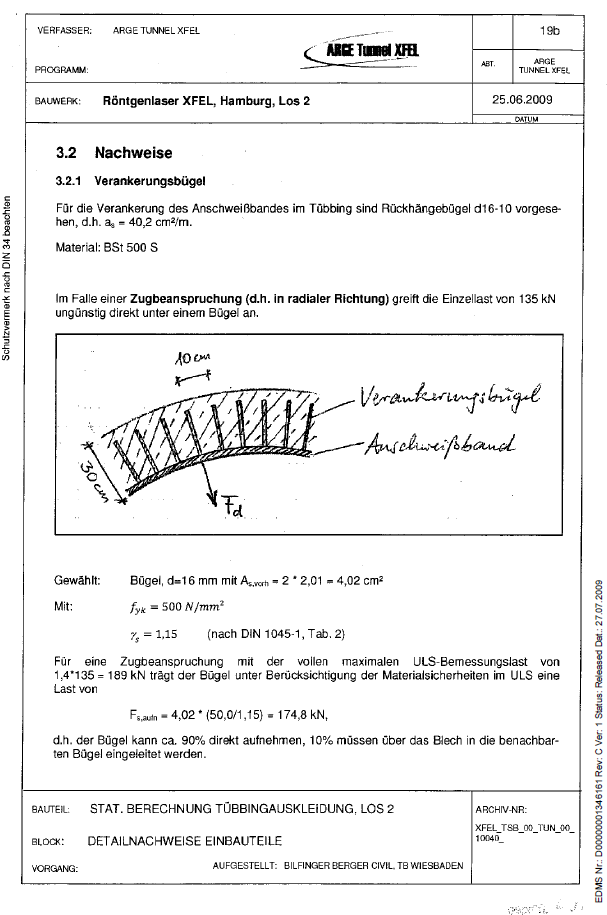 VERFASSER: ARGE TUNNEL XFEL
ARGE Tunnel XFEL
19b
PROGRAMM:
ABT.
ARGE
TUNNEL XFEL
BAUWERK: Röntgenlaser XFEL, Hamburg, Los 2
25.06.2009
DATUM
3.2 Nachweise
3.2.1 Verankerungsbügel
Für die Verankerung des Anschweißbandes im Tübbing sind Rückhängebügel d16-10 vorgese-
hen, d.h. as = 40,2 cm²/m.
Material: BSt 500 S
Im Falle einer Zugbeanspruchung (d.h. in radialer Richtung) greift die Einzellast von 135 kN
ungünstig direkt unter einem Bügel an.
10 cm
Verankerungsbügel
Anschweißband
30 cm
Fd
Gewählt: Bügel, d=16 mm mit As,vorh = 2 * 2,01 = 4,02 cm²
Mit: fyk = 500 N/mm²
γs = 1,15 (nach DIN 1045-1, Tab. 2)
Für eine Zugbeanspruchung mit der vollen maximalen ULS-Bemessungslast von
1,4*135 = 189 kN trägt der Bügel unter Berücksichtigung der Materialsicherheiten im ULS eine
Last von
Fs,aufn = 4,02 * (50,0/1,15) = 174,8 kN,
d.h. der Bügel kann ca. 90% direkt aufnehmen, 10% müssen über das Blech in die benachbar-
ten Bügel eingeleitet werden.
BAUTEIL: STAT. BERECHNUNG TÜBBINGAUSKLEIDUNG, LOS 2
ARCHIV-NR:
XFEL_TSB_00_TUN_00_
10040_
BLOCK: DETAILNACHWEISE EINBAUTEILE
VORGANG:
AUFGESTELLT: BILFINGER BERGER CIVIL, TB WIESBADEN
Schutzvermerk nach DIN 34 beachten
EDMS Nr.: D00000001346161 Rev: C Ver: 1 Status: Released Dat.: 27.07.2009